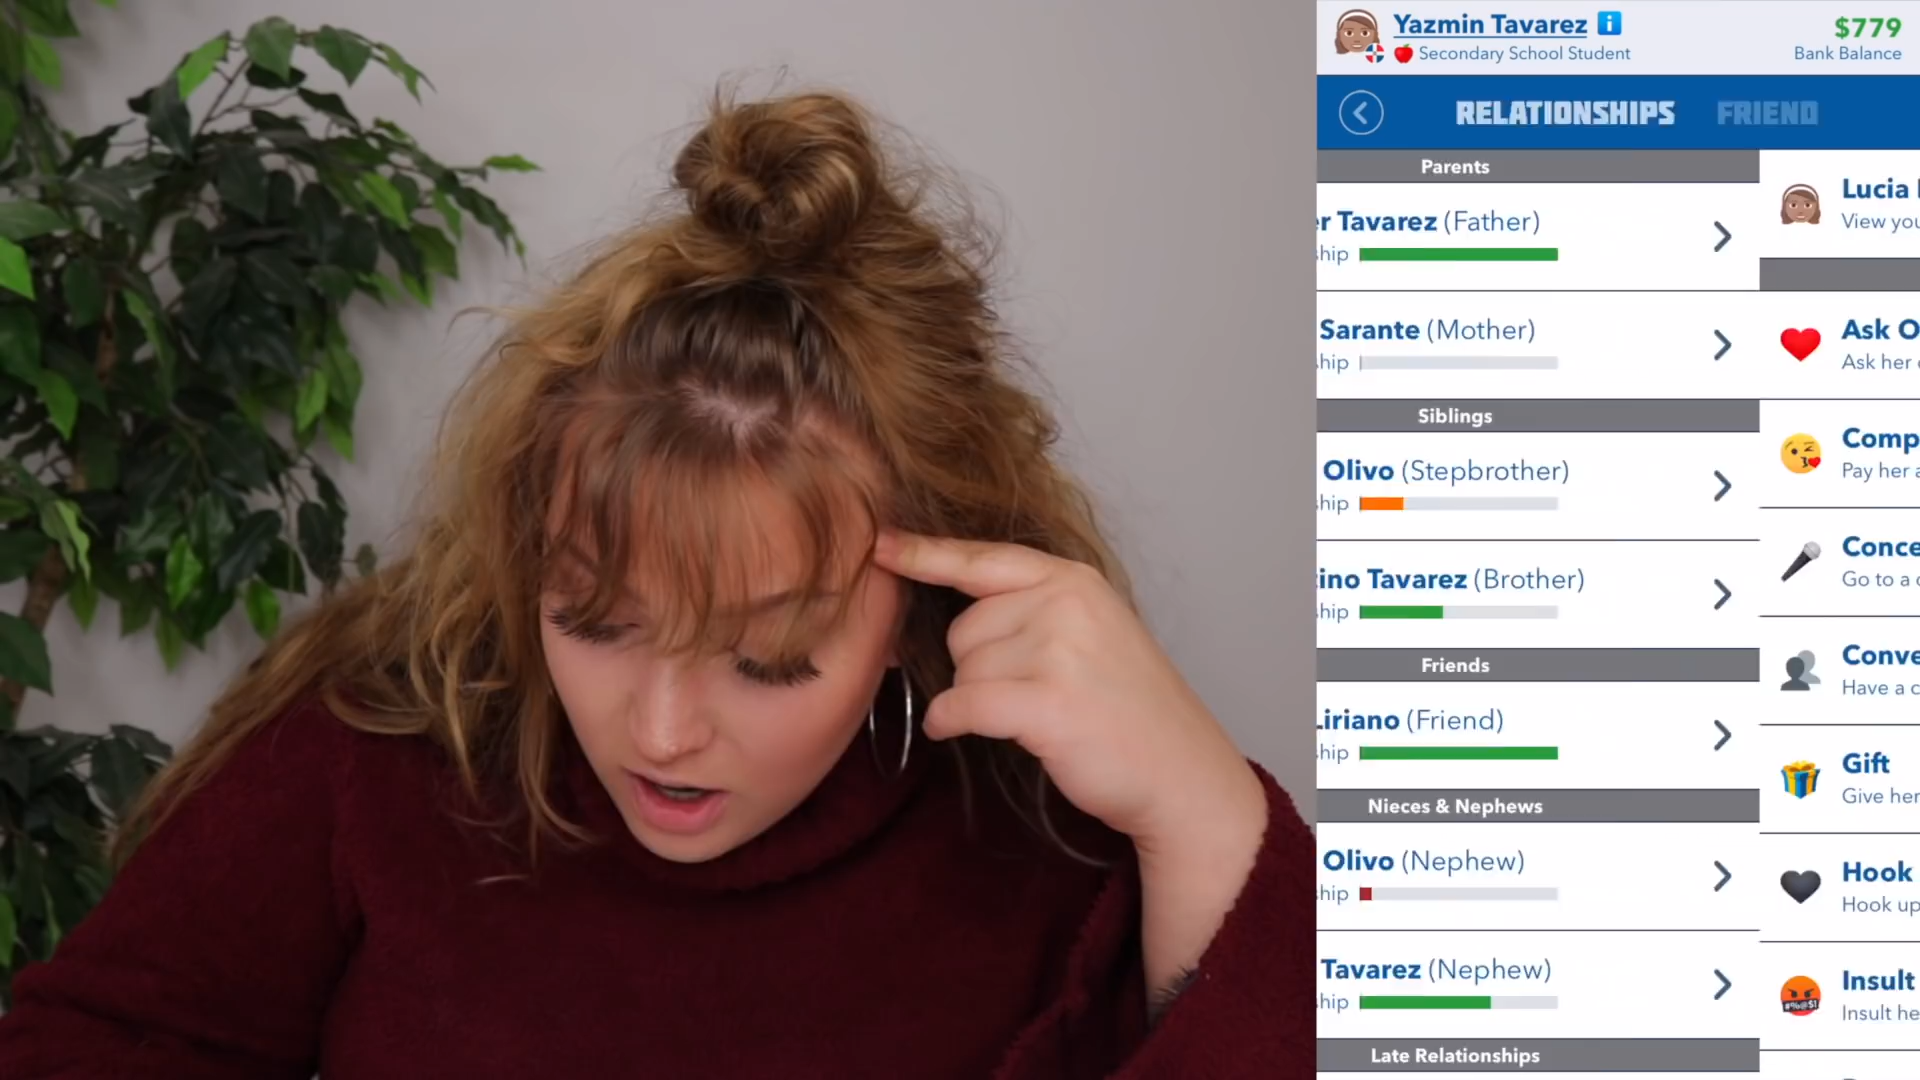 Yazmin Tavarez
Secondary School Student
$779
Bank Balance
RELATIONSHIPS
FRIEND
Parents
Tavarez (Father)
Sarante (Mother)
Siblings
Olivo (Stepbrother)
Tavarez (Brother)
Friends
Liriano (Friend)
Nieces & Nephews
Olivo (Nephew)
Tavarez (Nephew)
Late Relationships
Lucia
View you
Ask O
Ask her
Comp
Pay her a
Conce
Go to a
Conve
Have a c
Gift
Give her
Hook
Hook up
Insult
Insult he